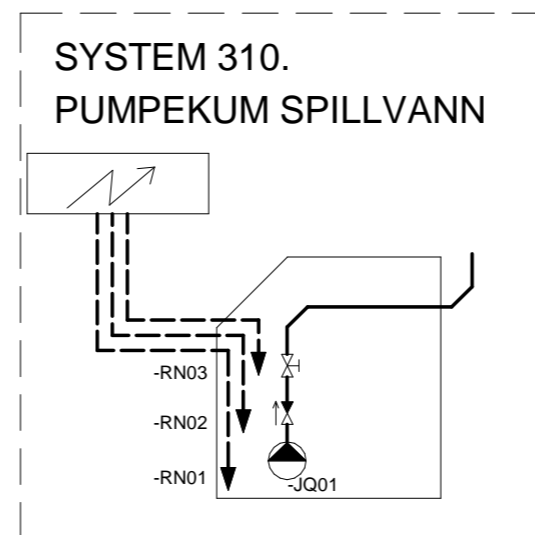 SYSTEM 310.
PUMPEKUM SPILLVANN
-RN03
-RN02
-RN01
-JQ01